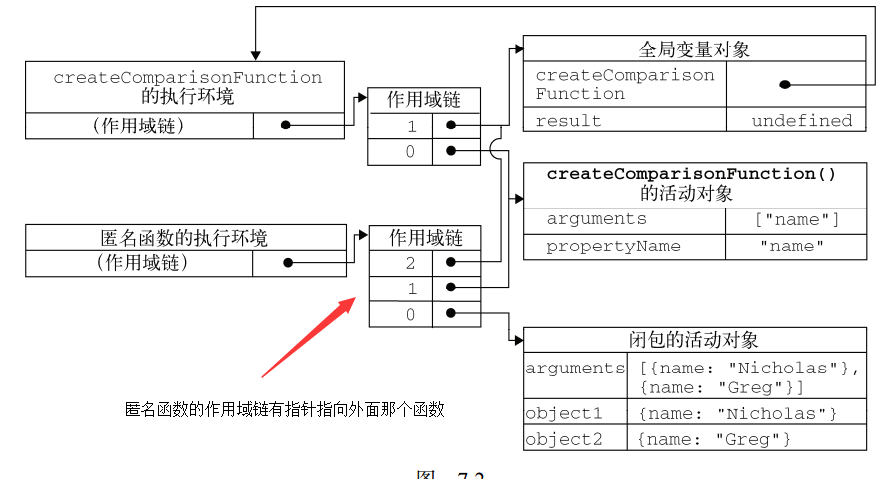 createComparisonFunction
的执行环境
(作用域链)
作用域链
1
0
全局变量对象
createComparison
Function
result undefined
createComparisonFunction()
的活动对象
arguments ["name"]
propertyName "name"
匿名函数的执行环境
(作用域链)
作用域链
2
1
0
闭包的活动对象
arguments [{name: "Nicholas"},
{name: "Greg"}]
object1 {name: "Nicholas"}
object2 {name: "Greg"}
匿名函数的作用域链有指针指向外面那个函数
图 7-2